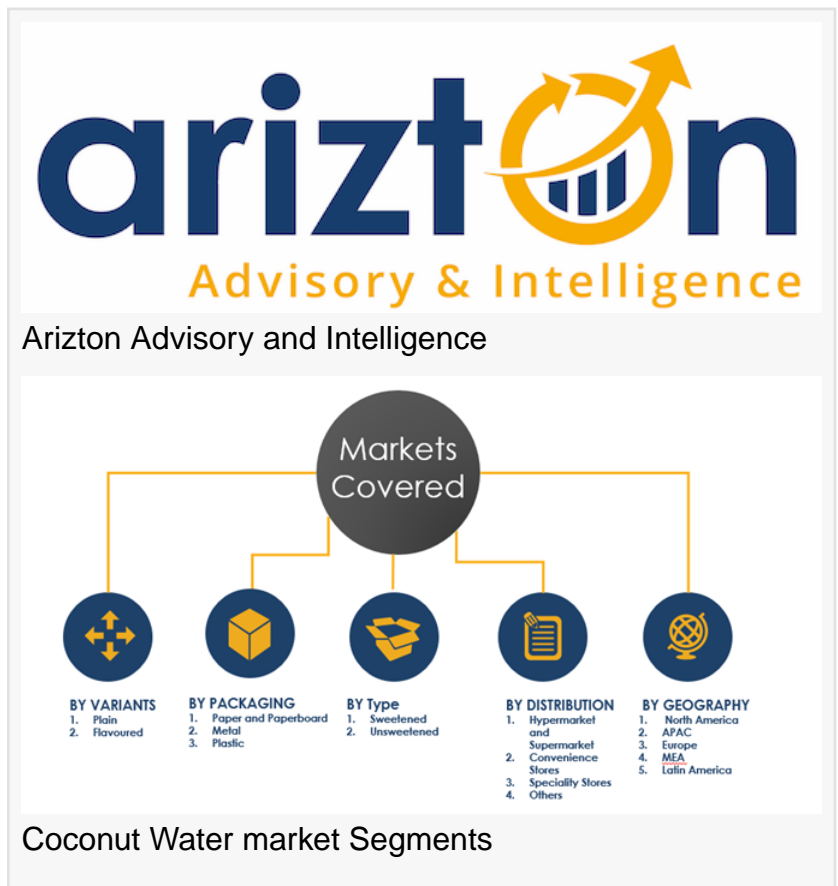 arizton
Advisory & Intelligence
Arizton Advisory and Intelligence
Markets
Covered
BY VARIANTS
1. Plain
2. Flavoured
BY PACKAGING
1. Paper and Paperboard
2. Metal
3. Plastic
BY Type
1. Sweetened
2. Unsweetened
BY DISTRIBUTION
1. Hypermarket
and
Supermarket
2. Convenience
Stores
3. Speciality Stores
4. Others
BY GEOGRAPHY
1. North America
2. APAC
3. Europe
4. MEA
5. Latin America
Coconut Water market Segments